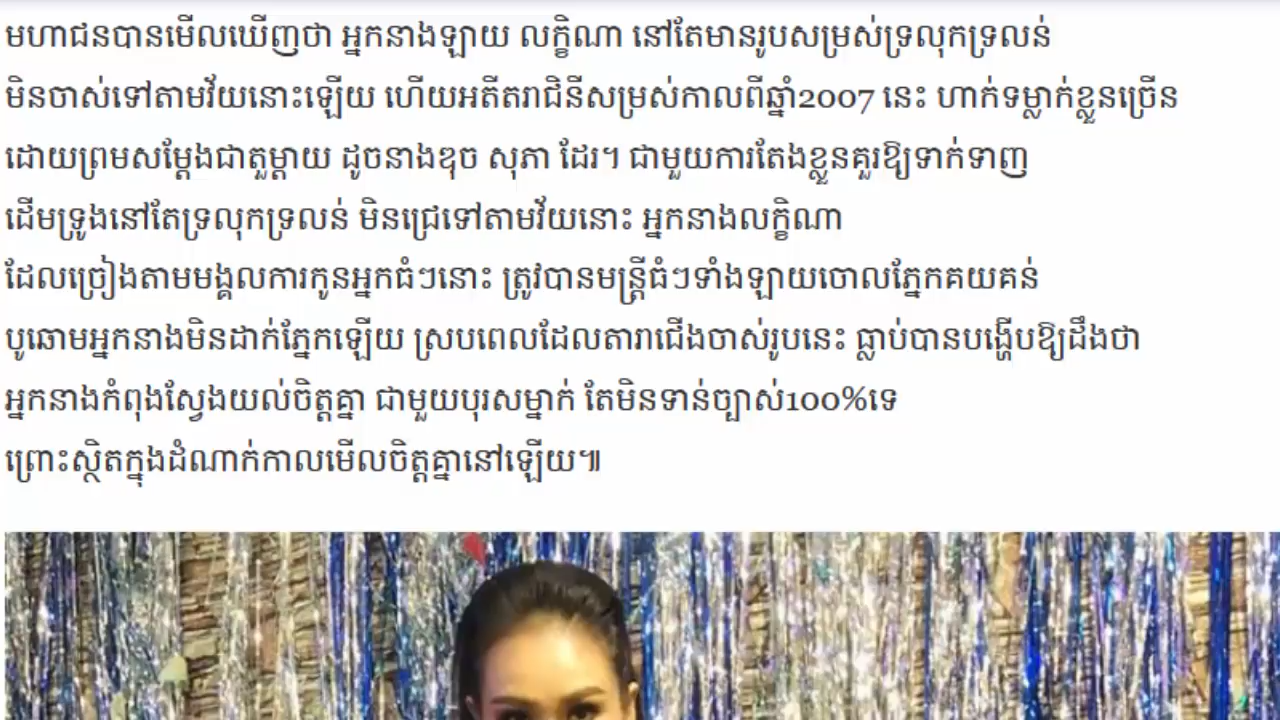 មហាជនបានមើលឃើញថា អ្នកនាងឡាយ លក្ខិណា នៅតែមានរូបសម្រស់ទ្រលុកទ្រលន់
មិនចាស់ទៅតាមវ័យនោះឡើយ ហើយអតីតរាជិនីសម្រស់កាលពីឆ្នាំ2007 នេះ ហាក់ទម្លាក់ខ្លួនច្រើន
ដោយព្រមសម្តែងជាតួម្តាយ ដូចនាងឌុច សុភា ដែរ។ ជាមួយការតែងខ្លួនគួរឱ្យទាក់ទាញ
ដើមទ្រូងនៅតែទ្រលុកទ្រលន់ មិនជ្រេទៅតាមវ័យនោះ អ្នកនាងលក្ខិណា
ដែលច្រៀងតាមមង្គលការកូនអ្នកធំៗនោះ ត្រូវបានមន្ត្រីធំៗទាំងឡាយចោលភ្នែកគយគន់
បូឆោមអ្នកនាងមិនដាក់ភ្នែកឡើយ ស្របពេលដែលតារាជើងចាស់រូបនេះ ធ្លាប់បានបង្ហើបឱ្យដឹងថា
អ្នកនាងកំពុងស្វែងយល់ចិត្តគ្នា ជាមួយបុរសម្នាក់ តែមិនទាន់ច្បាស់100%ទេ
ព្រោះស្ថិតក្នុងដំណាក់កាលមើលចិត្តគ្នានៅឡើយ៕